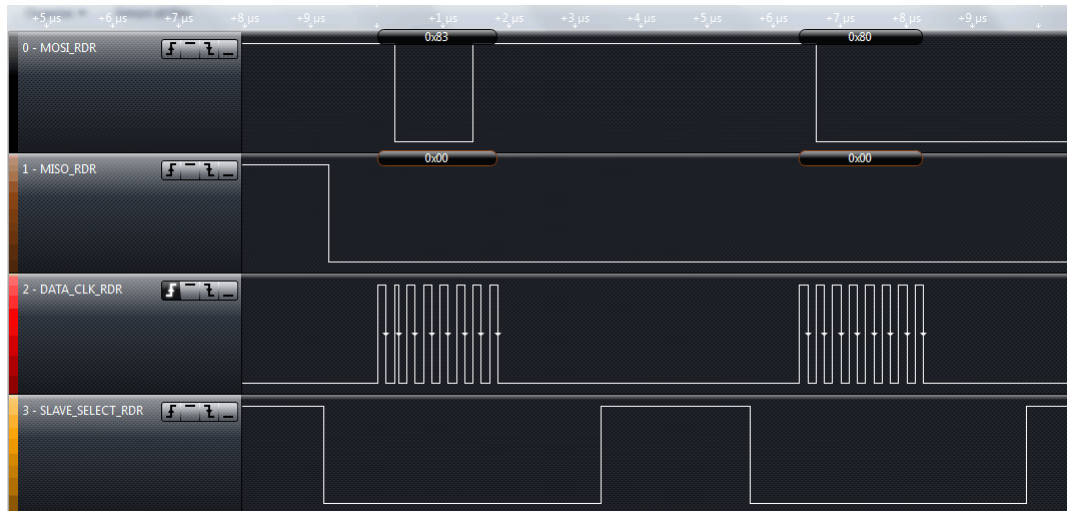 +5 µs +6 µs +7 µs +8 µs +9 µs +1 µs +2 µs +3 µs +4 µs +5 µs +6 µs +7 µs +8 µs +9 µs
0 - MOSI_RDR
0x83 0x80
1 - MISO_RDR
0x00 0x00
2 - DATA_CLK_RDR
3 - SLAVE_SELECT_RDR